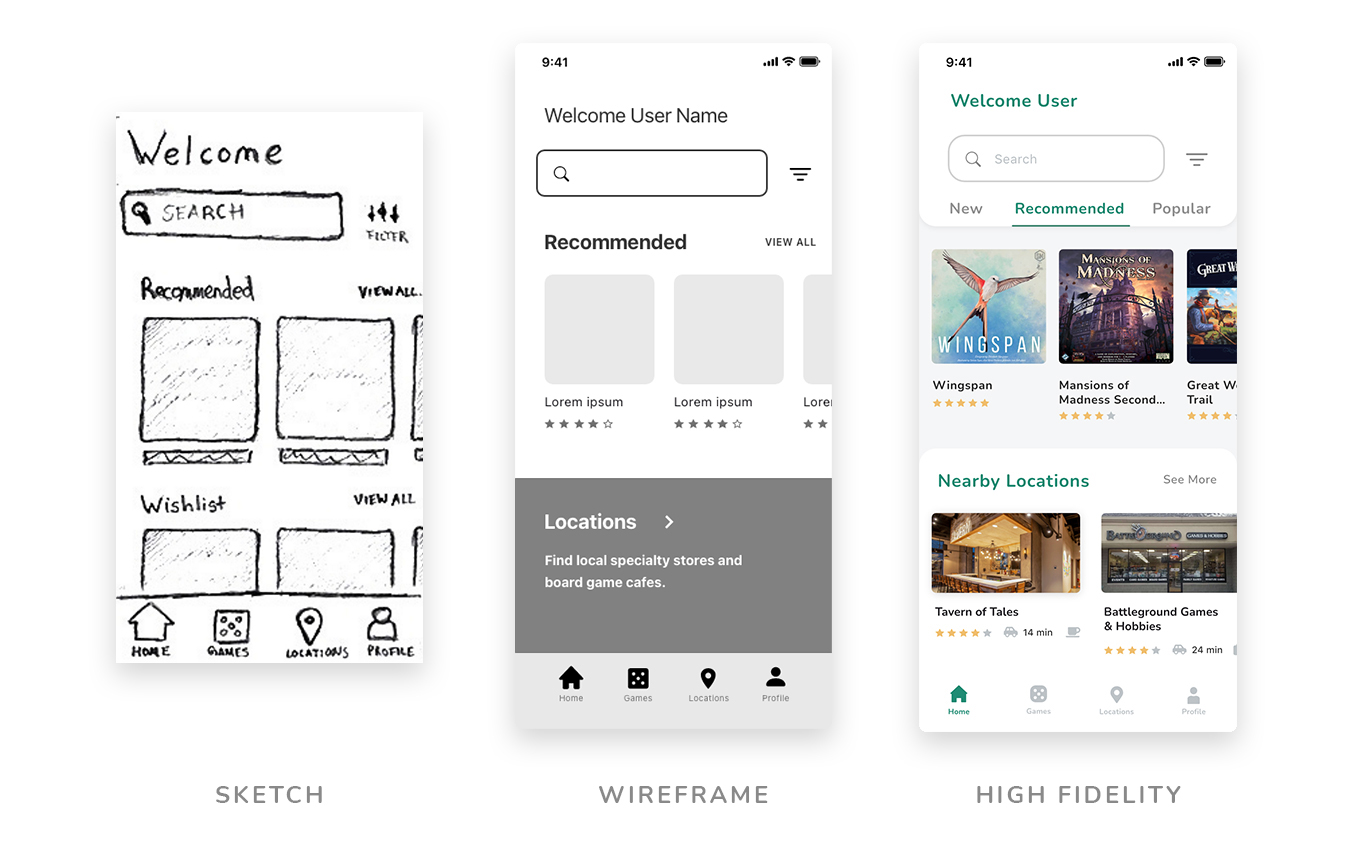 Welcome
SEARCH
FILTER
Recommended
VIEW ALL.
Wishlist
VIEW ALL
HOME
GAMES
LOCATIONS
PROFILE
SKETCH
9:41
Welcome User Name
Recommended
VIEW ALL
Lorem ipsum
Lorem ipsum
Lorer
Locations
Find local specialty stores and
board game cafes.
Home
Games
Locations
Profile
WIREFRAME
9:41
Welcome User
Search
New
Recommended
Popular
WINGSPAN
MANSIONS OF
MADNESS
GREAT W
Wingspan
Mansions of
Madness Second...
Great We
Trail
Nearby Locations
See More
BATTLEGROUND
GAMES & HOBBIES
Tavern of Tales
14 min
Battleground Games
& Hobbies
24 min
Home
Games
Locations
Profile
HIGH FIDELITY